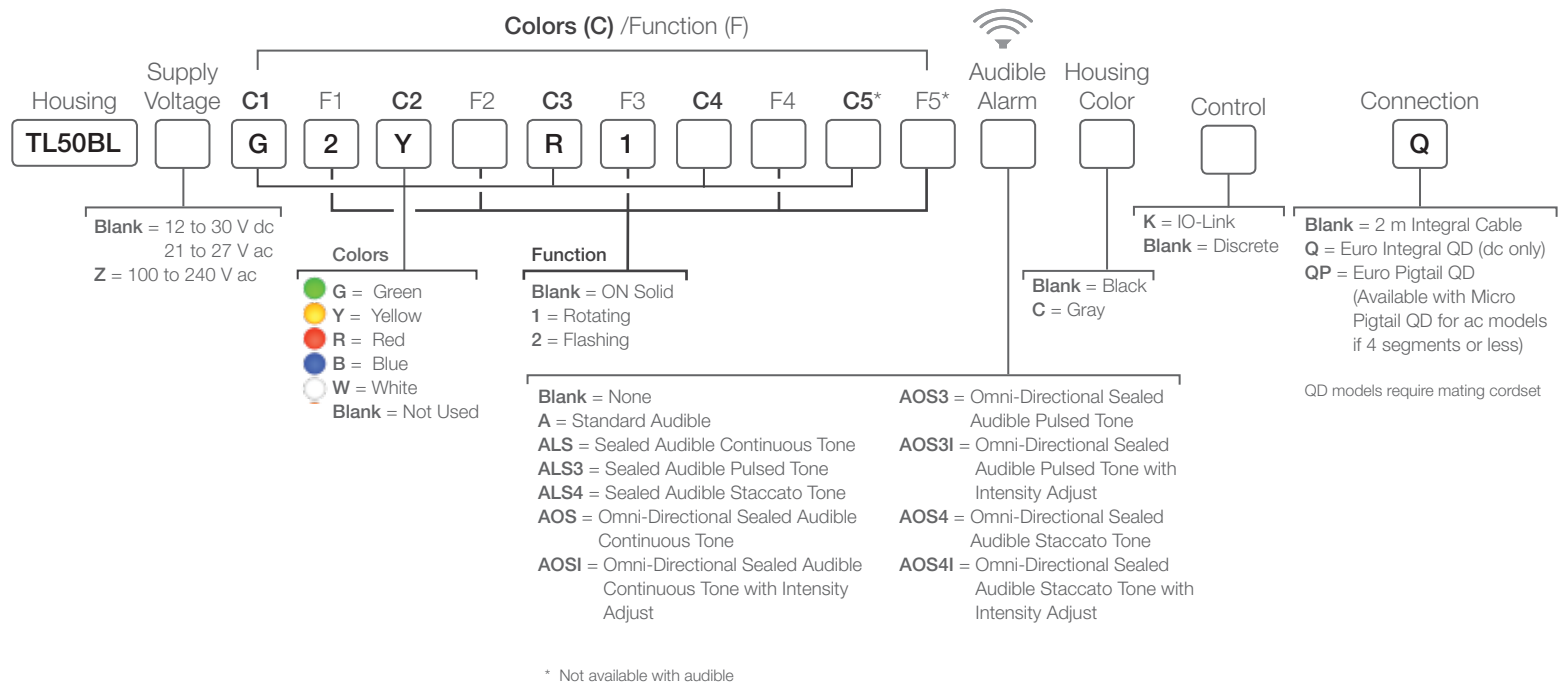 Colors (C) /Function (F)
Housing
Supply
Voltage
C1 F1 C2 F2 C3 F3 C4 F4 C5* F5*
Audible
Alarm
Housing
Color
Control
Connection
TL50BL G 2 Y R 1 Q
Blank = 12 to 30 V dc
21 to 27 V ac
Z = 100 to 240 V ac
Colors
G = Green
Y = Yellow
R = Red
B = Blue
W = White
Blank = Not Used
Function
Blank = ON Solid
1 = Rotating
2 = Flashing
Blank = None
A = Standard Audible
ALS = Sealed Audible Continuous Tone
ALS3 = Sealed Audible Pulsed Tone
ALS4 = Sealed Audible Staccato Tone
AOS = Omni-Directional Sealed Audible
Continuous Tone
AOSI = Omni-Directional Sealed Audible
Continuous Tone with Intensity
Adjust
AOS3 = Omni-Directional Sealed
Audible Pulsed Tone
AOS3I = Omni-Directional Sealed
Audible Pulsed Tone with
Intensity Adjust
AOS4 = Omni-Directional Sealed
Audible Staccato Tone
AOS4I = Omni-Directional Sealed
Audible Staccato Tone with
Intensity Adjust
Blank = Black
C = Gray
K = IO-Link
Blank = Discrete
Blank = 2 m Integral Cable
Q = Euro Integral QD (dc only)
QP = Euro Pigtail QD
(Available with Micro
Pigtail QD for ac models
if 4 segments or less)
QD models require mating cordset
* Not available with audible